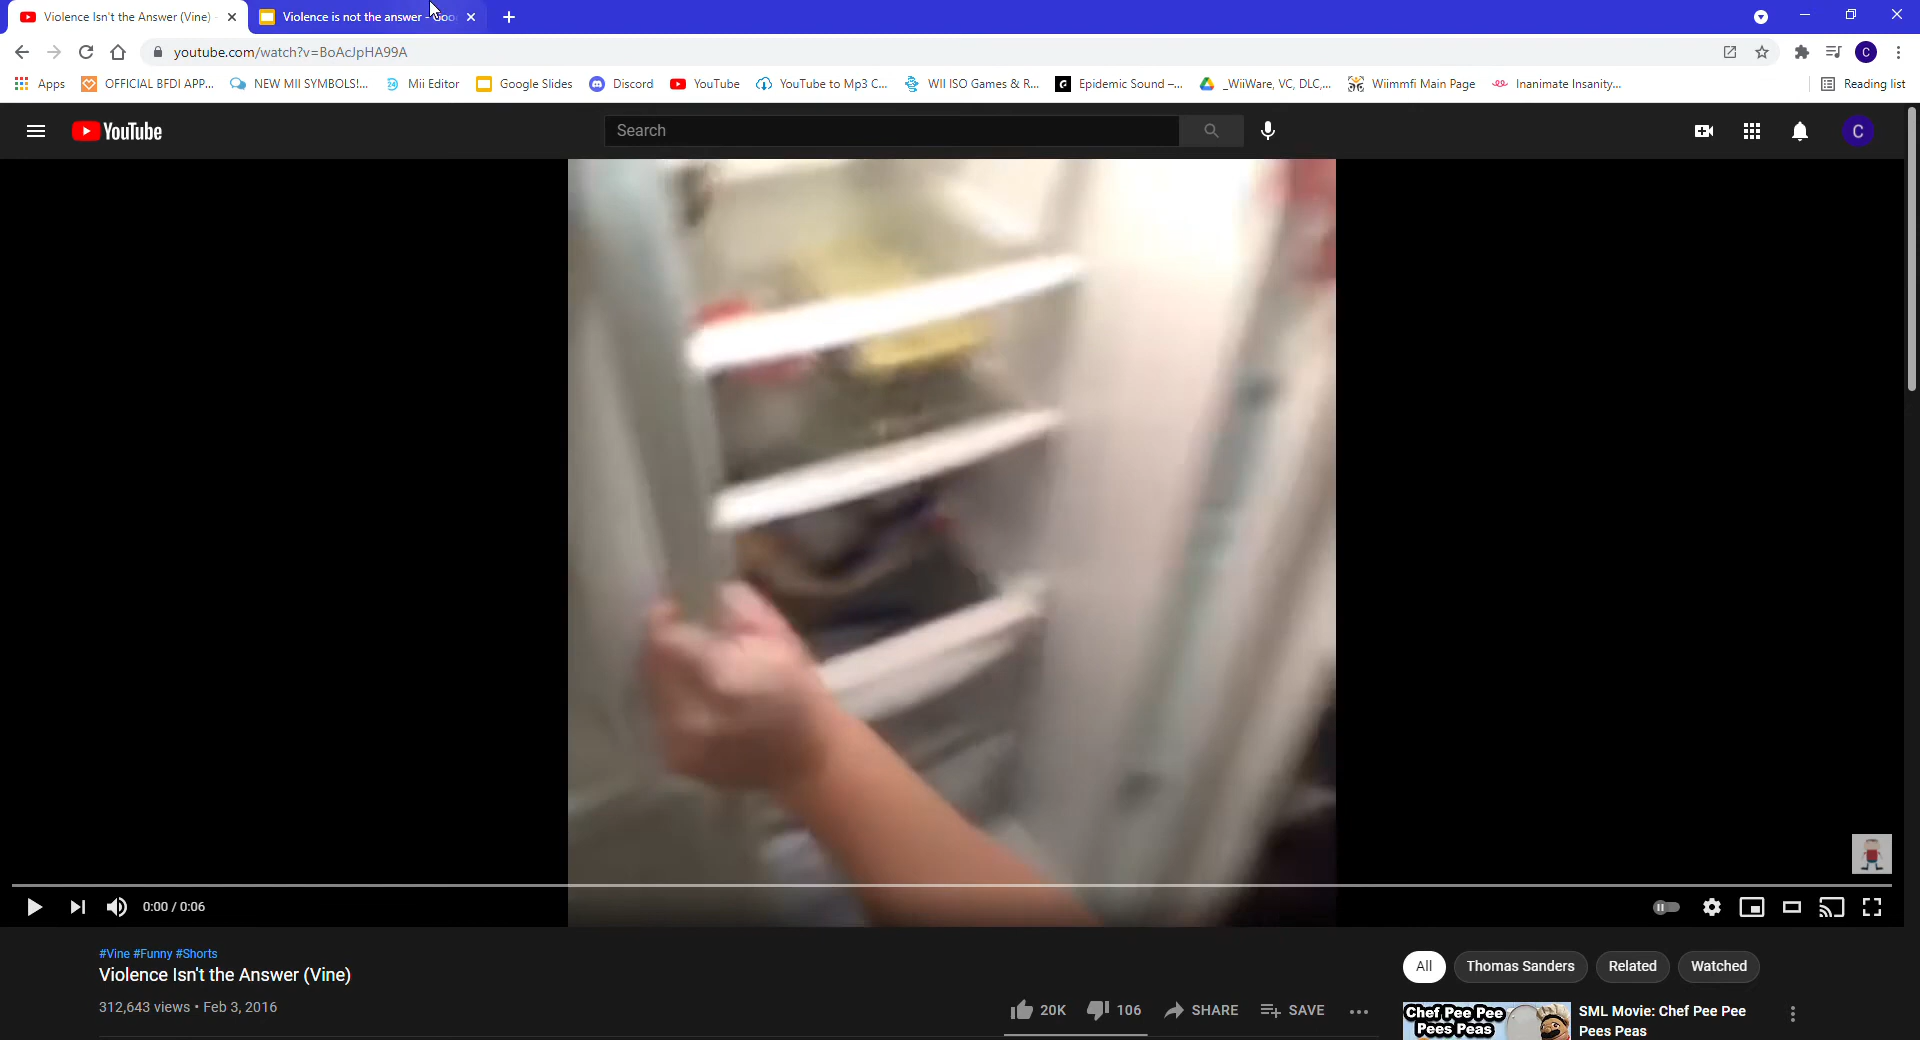 Violence Isn't the Answer (Vine) -
Violence is not the answer -
youtube.com/watch?v=BoAcJpHA99A
Apps
OFFICIAL BFDI APP...
NEW MII SYMBOLS!...
Mii Editor
Google Slides
Discord
YouTube
YouTube to Mp3 C...
WII ISO Games & R...
Epidemic Sound –...
_WiiWare, VC, DLC,...
Wiimmfi Main Page
Inanimate Insanity...
Reading list
YouTube
Search
C
0:00 / 0:06
#Vine #Funny #Shorts
Violence Isn't the Answer (Vine)
312,643 views • Feb 3, 2016
20K
106
SHARE
SAVE
All
Thomas Sanders
Related
Watched
Chef Pee Pee
Pees Peas
SML Movie: Chef Pee Pee
Pees Peas